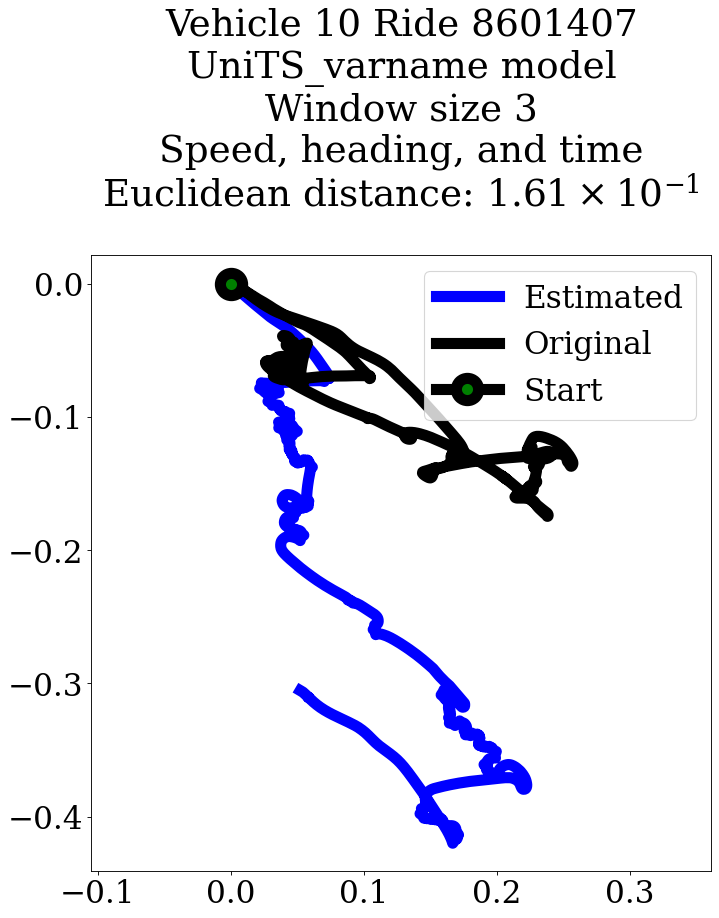 Vehicle 10 Ride 8601407
UniTS_varname model
Window size 3
Speed, heading, and time
Euclidean distance: 1.61 × 10⁻¹
Estimated
Original
Start
0.0
−0.1
−0.2
−0.3
−0.4
−0.1 0.0 0.1 0.2 0.3